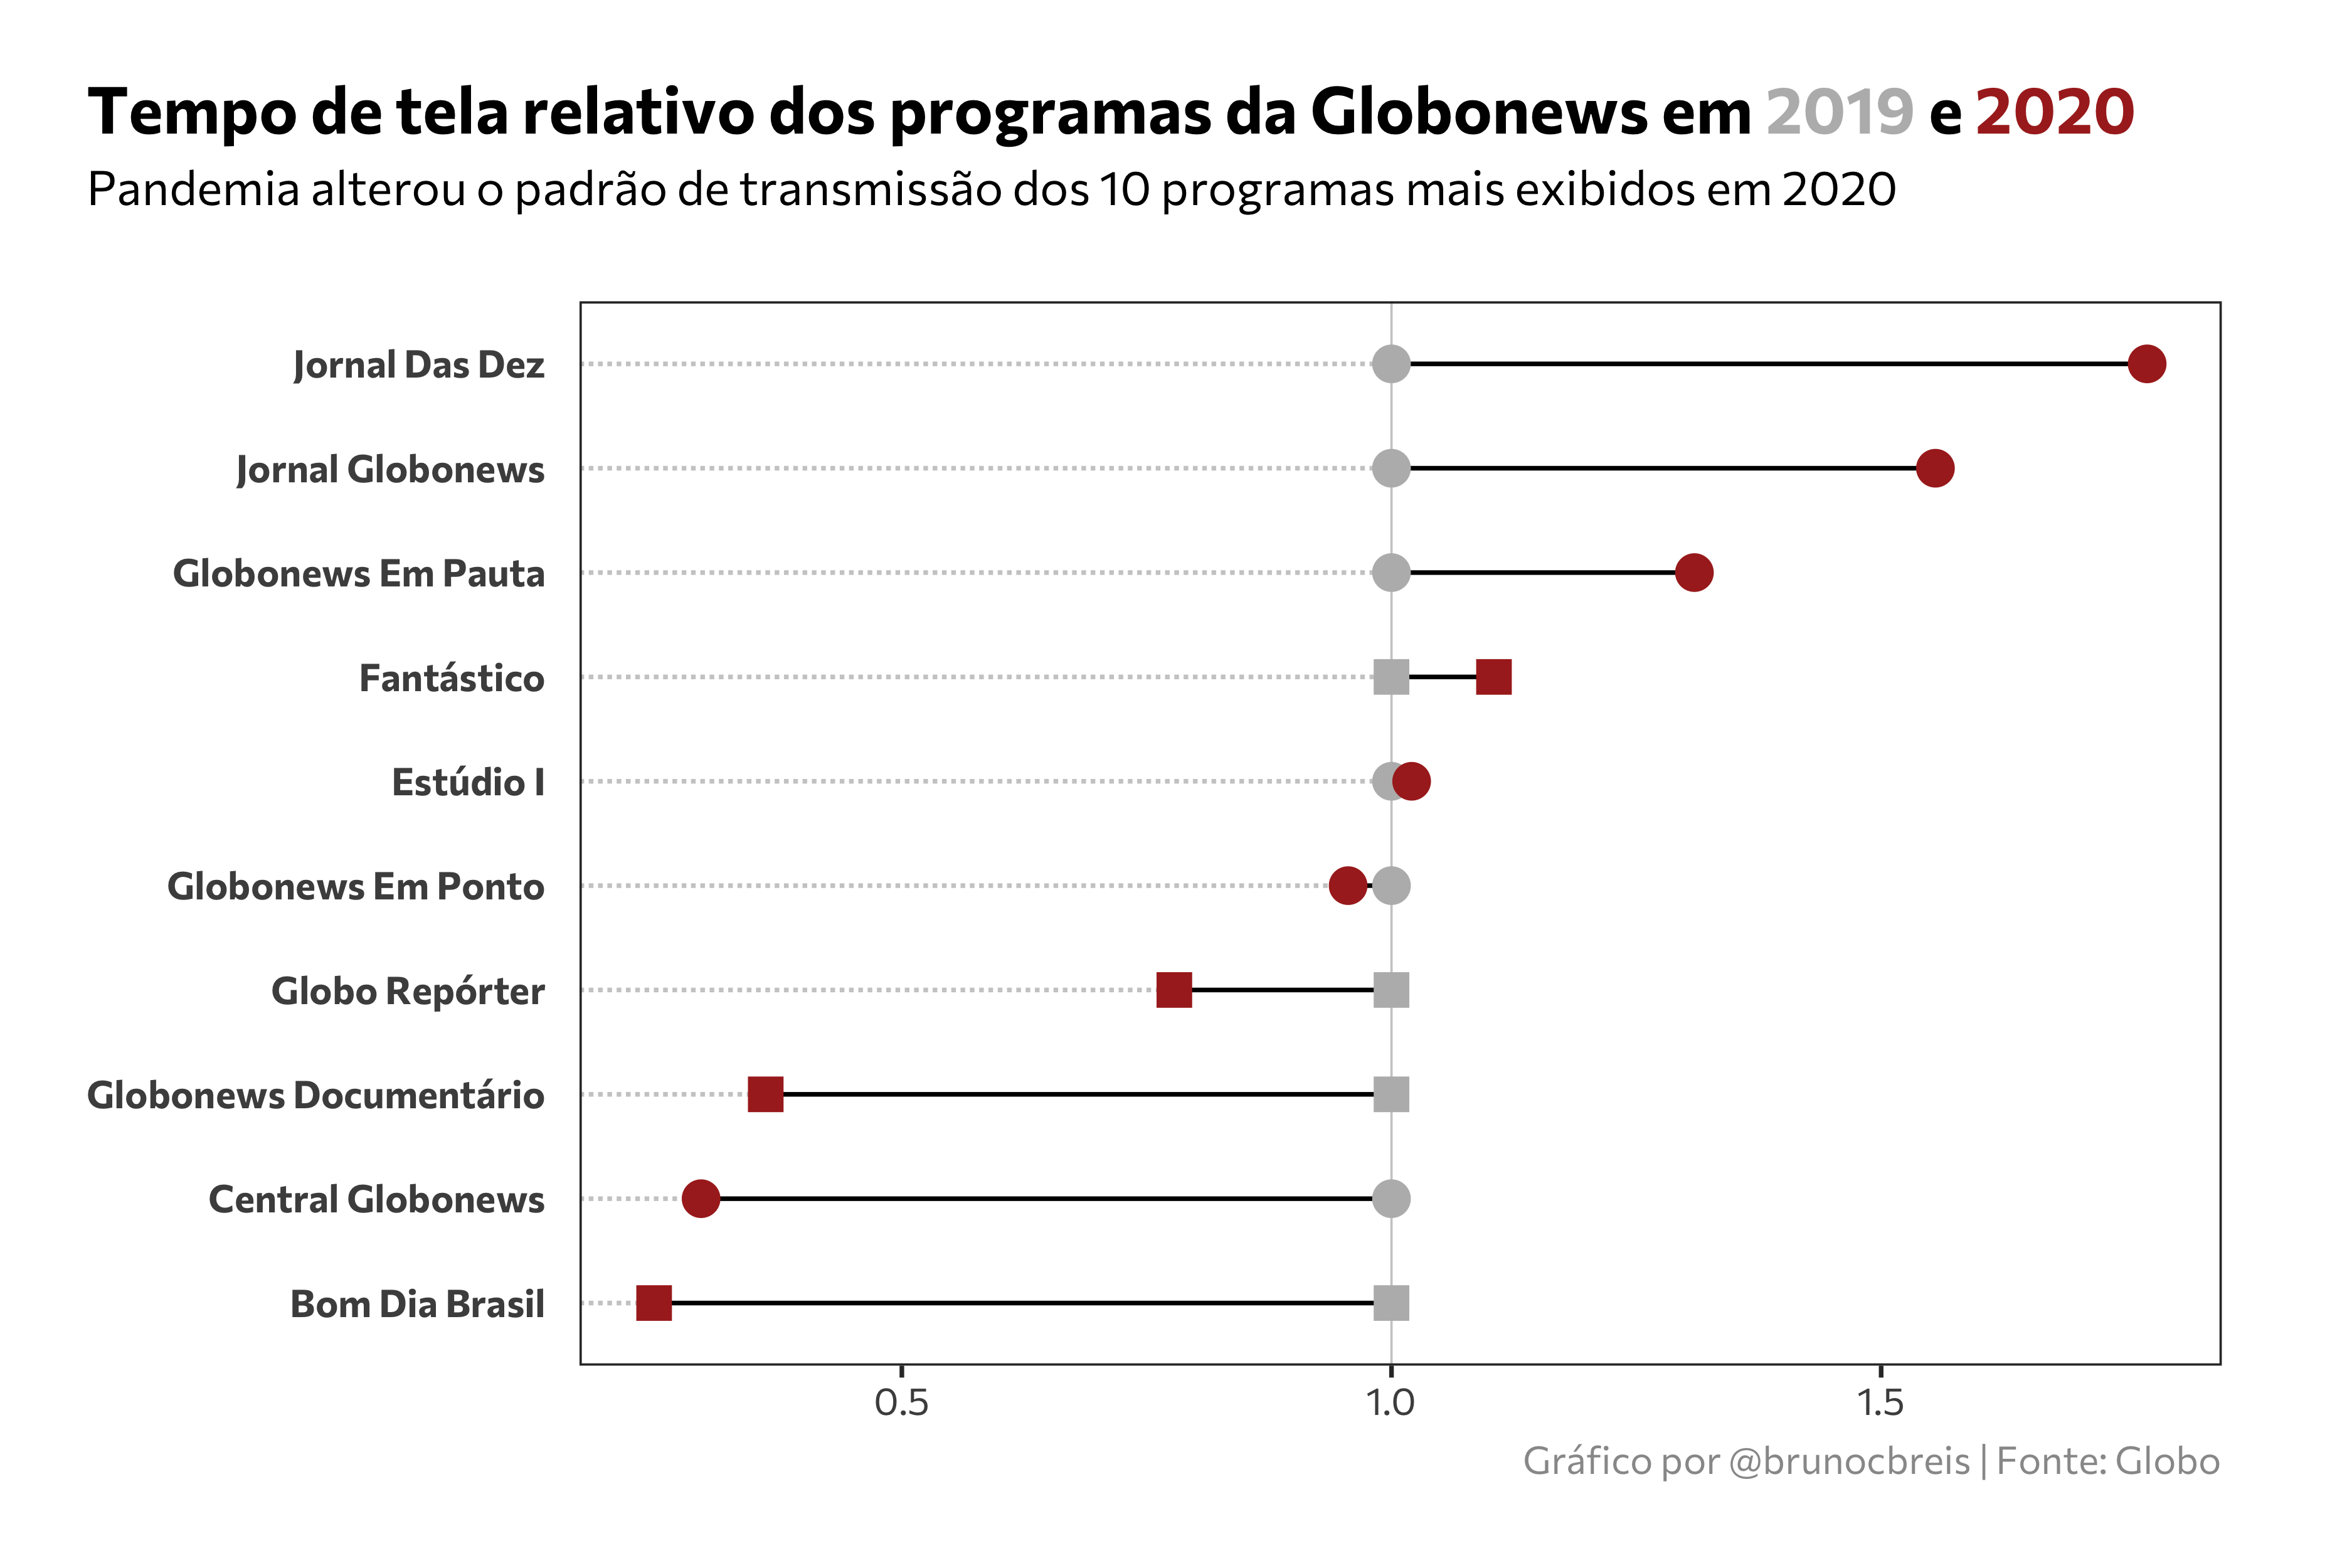 Tempo de tela relativo dos programas da Globonews em 2019 e 2020
Pandemia alterou o padrão de transmissão dos 10 programas mais exibidos em 2020
Jornal Das Dez
Jornal Globonews
Globonews Em Pauta
Fantástico
Estúdio I
Globonews Em Ponto
Globo Repórter
Globonews Documentário
Central Globonews
Bom Dia Brasil
0.5 1.0 1.5
Gráfico por @brunocbreis | Fonte: Globo